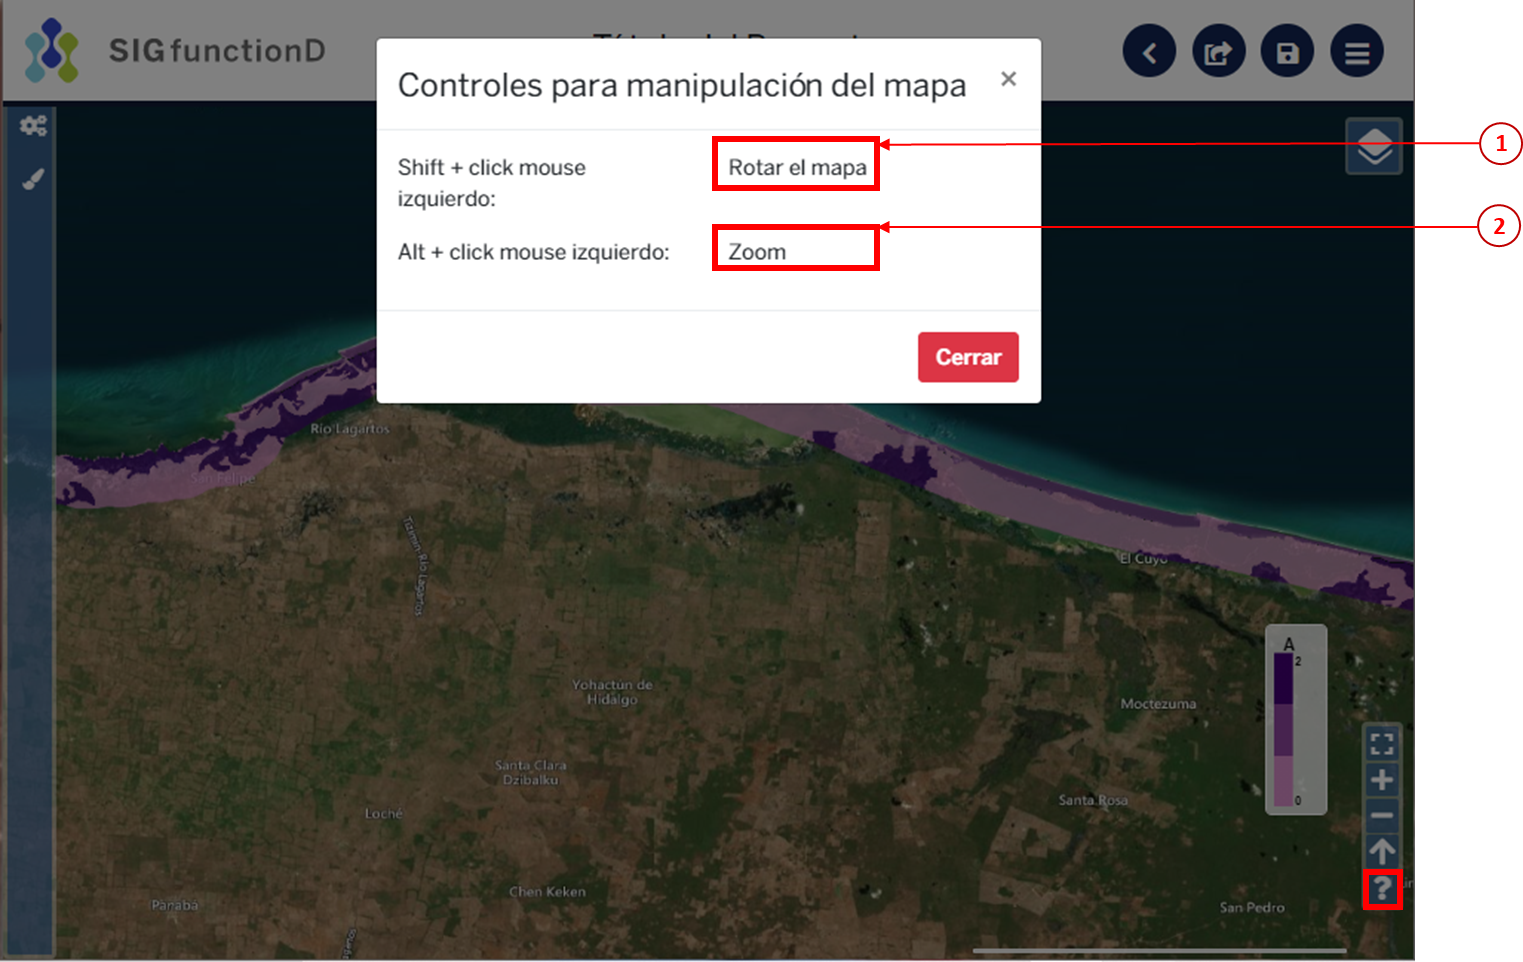 SIGfunctionD
Controles para manipulación del mapa
×
Shift + click mouse
izquierdo:
Rotar el mapa
Alt + click mouse izquierdo:
Zoom
Cerrar
1
2
Río Lagartos
San Felipe
Tizimín-Río Lagartos
El Cuyo
Yohactún de
Hidalgo
Moctezuma
Santa Clara
Dzibalku
Loché
Santa Rosa
Chen Keken
Panabá
San Pedro
A
2
0
?